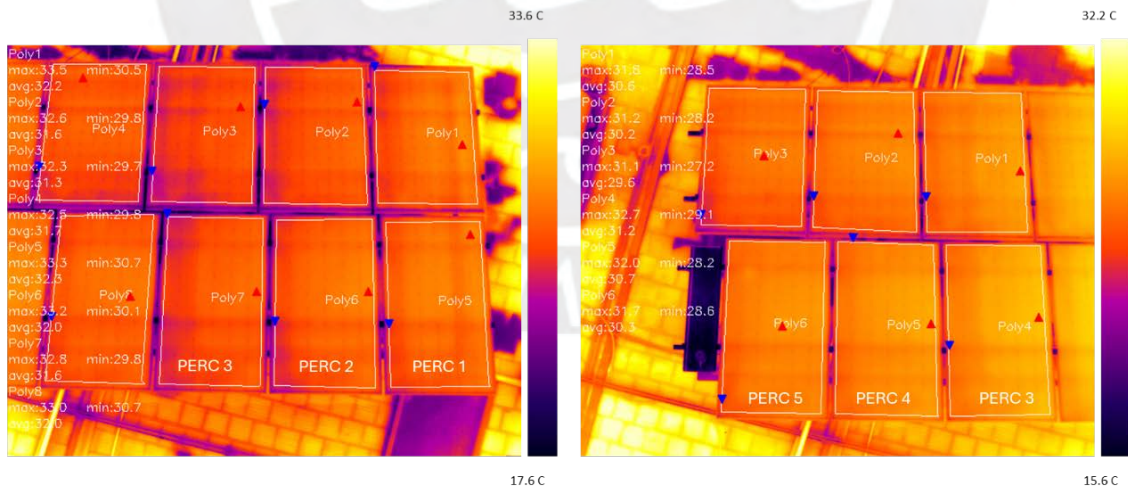 33.6 C
Poly1
max:33.5 min:30.5
avg:32.2
Poly2
max:32.6 min:29.8
avg:31.6
Poly3
max:32.3 min:29.7
avg:31.3
Poly4
max:32.5 min:29.8
avg:31.7
Poly5
max:33.3 min:30.7
avg:32.3
Poly6
max:33.2 min:30.1
avg:32.0
Poly7
max:32.8 min:29.8
avg:31.6
Poly8
max:33.0 min:30.7
avg:32.0
Poly4 Poly3 Poly2 Poly1
Poly8 Poly7 Poly6 Poly5
PERC 3 PERC 2 PERC 1
17.6 C
32.2 C
Poly1
max:31.8 min:28.5
avg:30.6
Poly2
max:31.2 min:28.2
avg:30.2
Poly3
max:31.1 min:27.2
avg:29.6
Poly4
max:32.7 min:29.1
avg:31.2
Poly5
max:32.0 min:28.2
avg:30.7
Poly6
max:31.7 min:28.6
avg:30.3
Poly3 Poly2 Poly1
Poly6 Poly5 Poly4
PERC 5 PERC 4 PERC 3
15.6 C